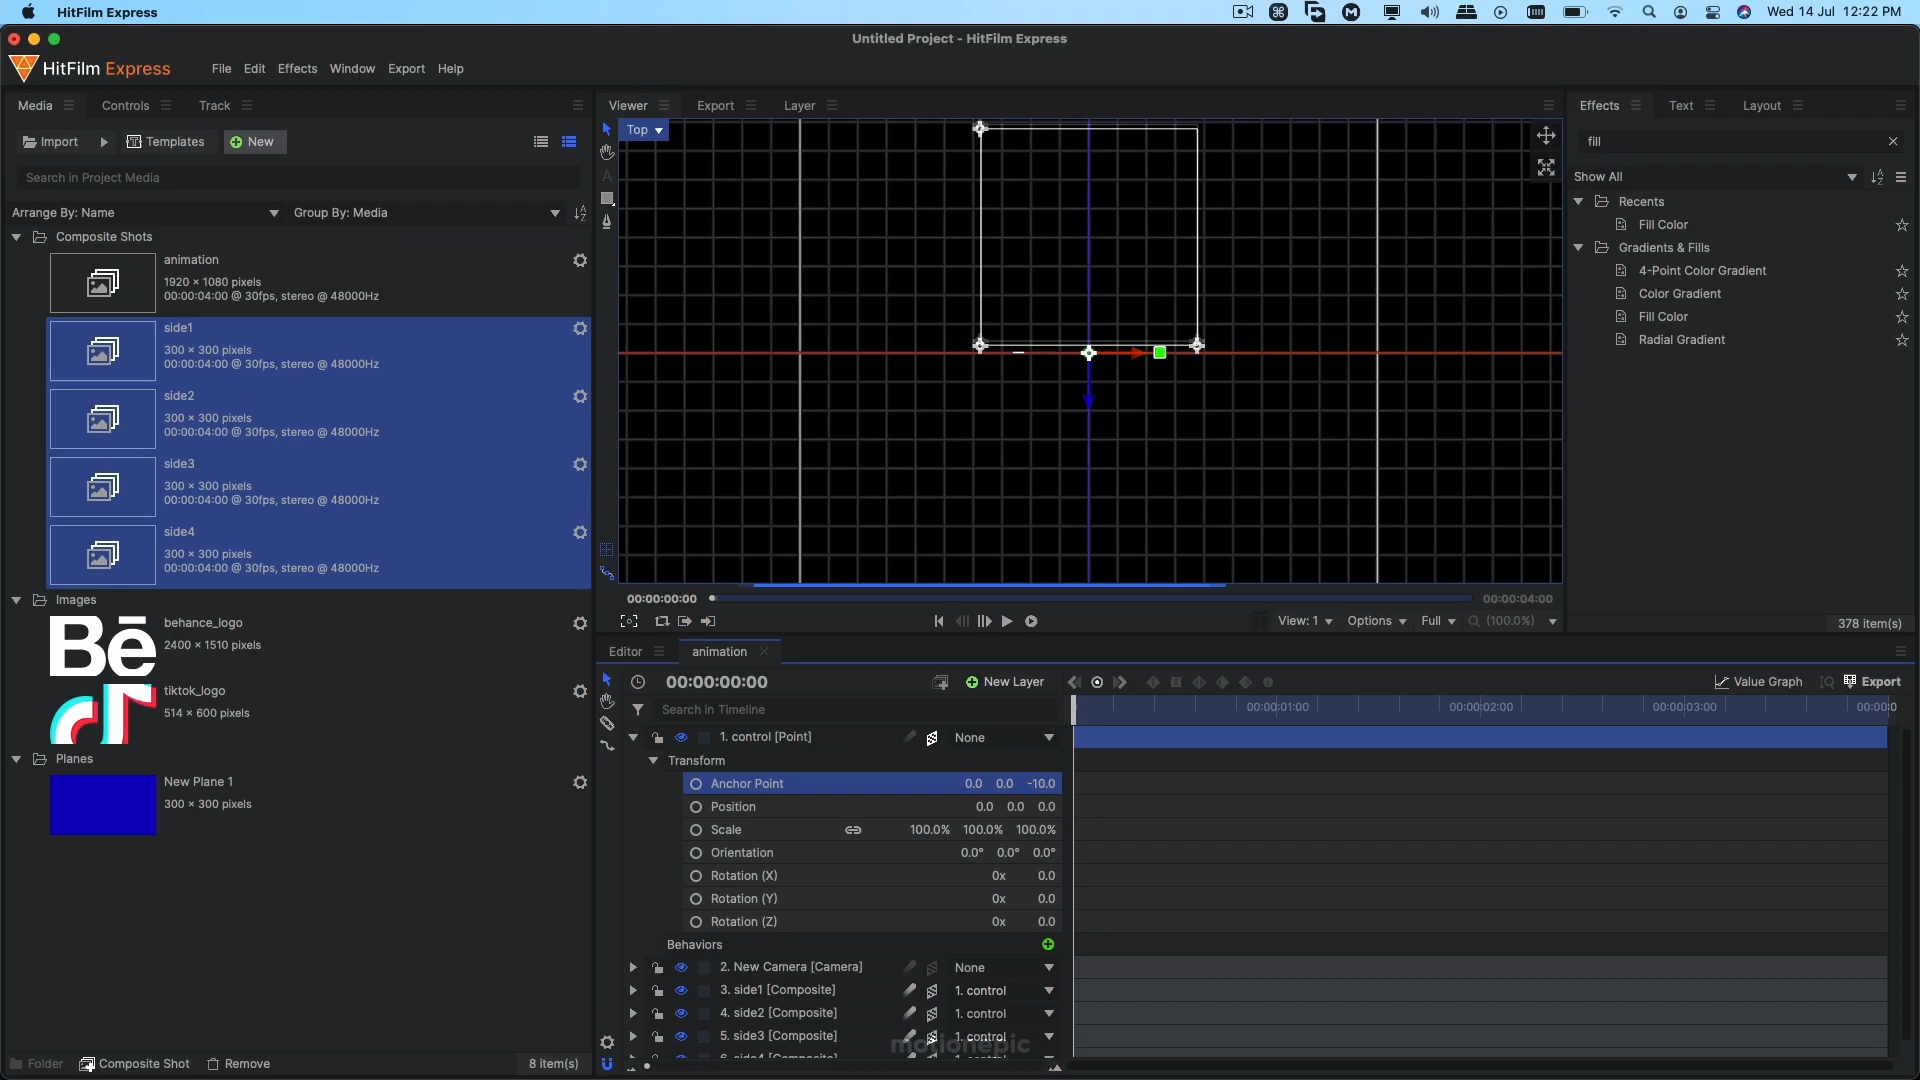 HitFilm Express
Wed 14 Jul 12:22 PM
Untitled Project - HitFilm Express
HitFilm Express
File Edit Effects Window Export Help
Media Controls Track
Import Templates New
Search in Project Media
Arrange By: Name Group By: Media
Composite Shots
animation
1920 × 1080 pixels
00:00:04:00 @ 30fps, stereo @ 48000Hz
side1
300 × 300 pixels
00:00:04:00 @ 30fps, stereo @ 48000Hz
side2
300 × 300 pixels
00:00:04:00 @ 30fps, stereo @ 48000Hz
side3
300 × 300 pixels
00:00:04:00 @ 30fps, stereo @ 48000Hz
side4
300 × 300 pixels
00:00:04:00 @ 30fps, stereo @ 48000Hz
Images
Bē
behance_logo
2400 × 1510 pixels
tiktok_logo
514 × 600 pixels
Planes
New Plane 1
300 × 300 pixels
Folder Composite Shot Remove 8 item(s)
Viewer Export Layer
Top
00:00:00:00 00:00:04:00
View: 1 Options Full (100.0%)
Effects Text Layout
fill
Show All
Recents
Fill Color
Gradients & Fills
4-Point Color Gradient
Color Gradient
Fill Color
Radial Gradient
378 item(s)
Editor animation
00:00:00:00 New Layer Value Graph Export
Search in Timeline
00:00:01:00 00:00:02:00 00:00:03:00 00:00:0
1. control [Point] None
Transform
Anchor Point 0.0 0.0 -10.0
Position 0.0 0.0 0.0
Scale 100.0% 100.0% 100.0%
Orientation 0.0° 0.0° 0.0°
Rotation (X) 0x 0.0
Rotation (Y) 0x 0.0
Rotation (Z) 0x 0.0
Behaviors
2. New Camera [Camera] None
3. side1 [Composite] 1. control
4. side2 [Composite] 1. control
5. side3 [Composite] 1. control
6. side4 [Composite] 1. control
motionepic